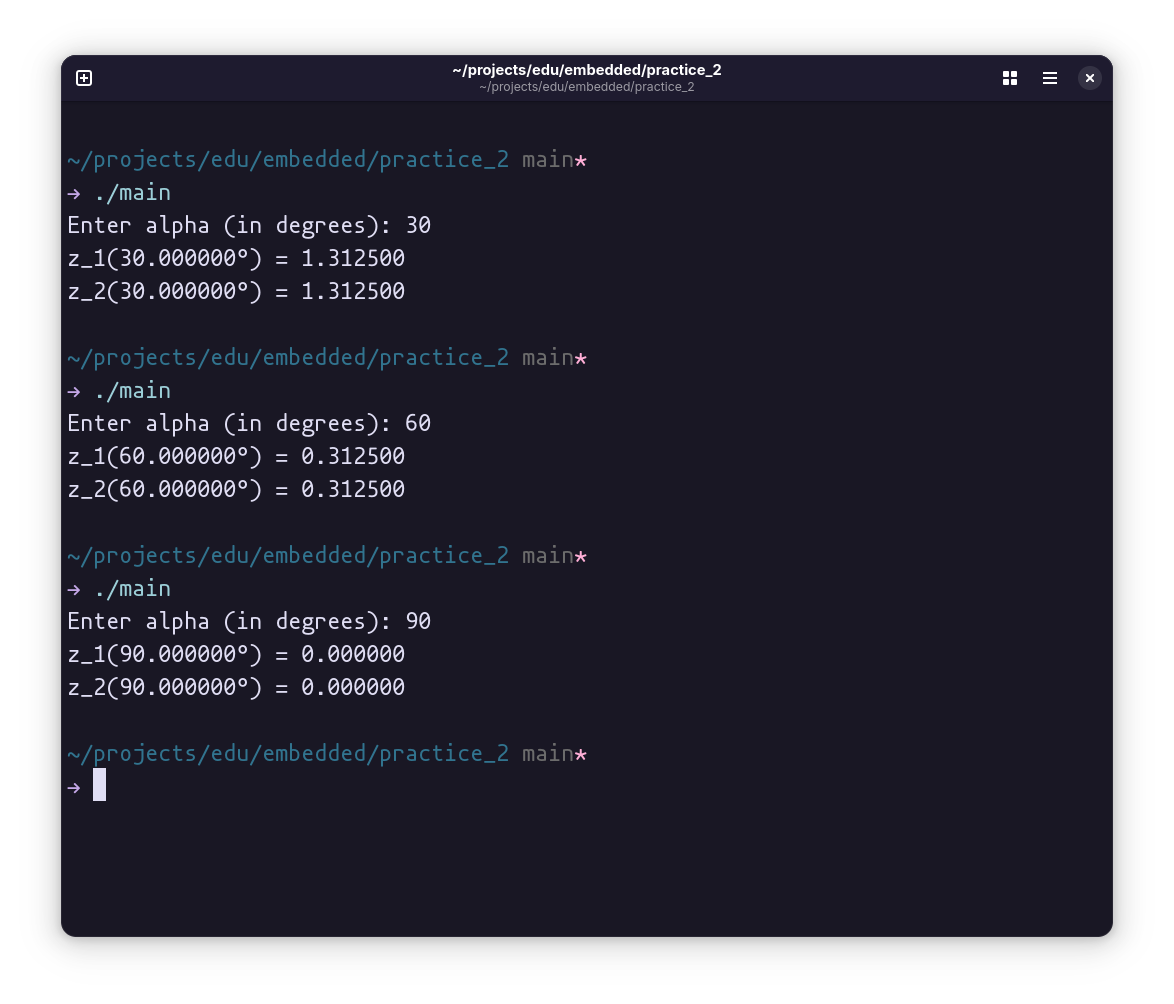 ~/projects/edu/embedded/practice_2
~/projects/edu/embedded/practice_2
~/projects/edu/embedded/practice_2 main*
→ ./main
Enter alpha (in degrees): 30
z_1(30.000000°) = 1.312500
z_2(30.000000°) = 1.312500
~/projects/edu/embedded/practice_2 main*
→ ./main
Enter alpha (in degrees): 60
z_1(60.000000°) = 0.312500
z_2(60.000000°) = 0.312500
~/projects/edu/embedded/practice_2 main*
→ ./main
Enter alpha (in degrees): 90
z_1(90.000000°) = 0.000000
z_2(90.000000°) = 0.000000
~/projects/edu/embedded/practice_2 main*
→